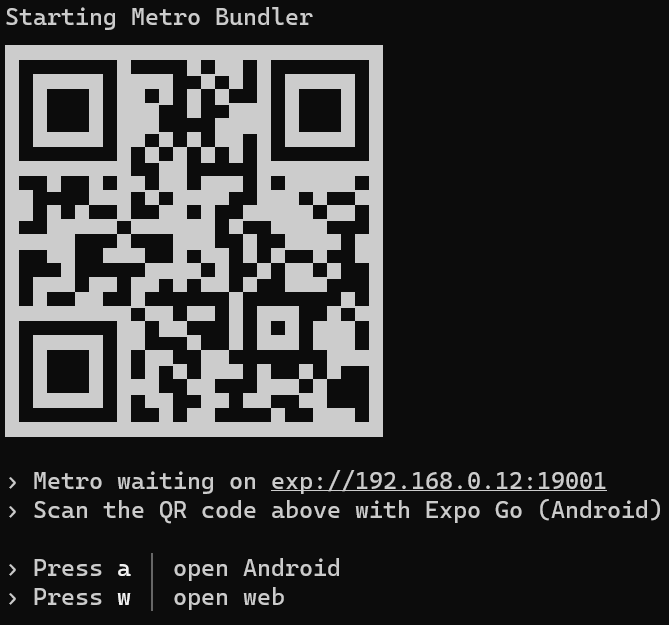 Starting Metro Bundler
› Metro waiting on exp://192.168.0.12:19001
› Scan the QR code above with Expo Go (Android)
› Press a │ open Android
› Press w │ open web